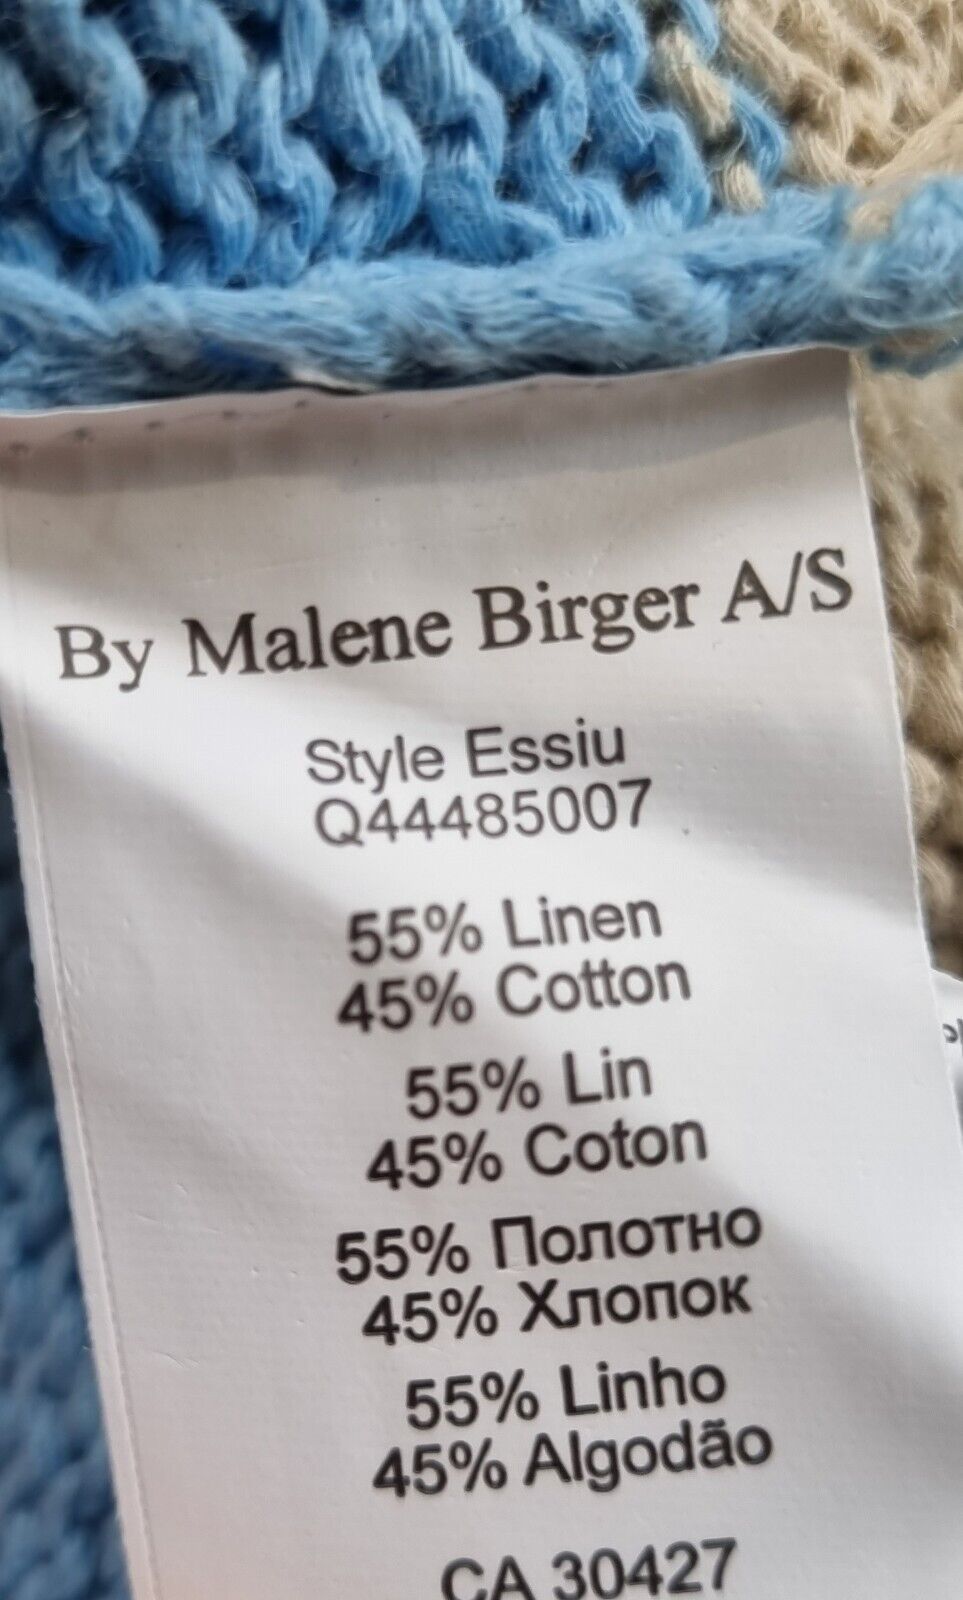 By Malene Birger A/S
Style Essiu
Q44485007
55% Linen
45% Cotton
55% Lin
45% Coton
55% Полотно
45% Хлопок
55% Linho
45% Algodão
CA 30427